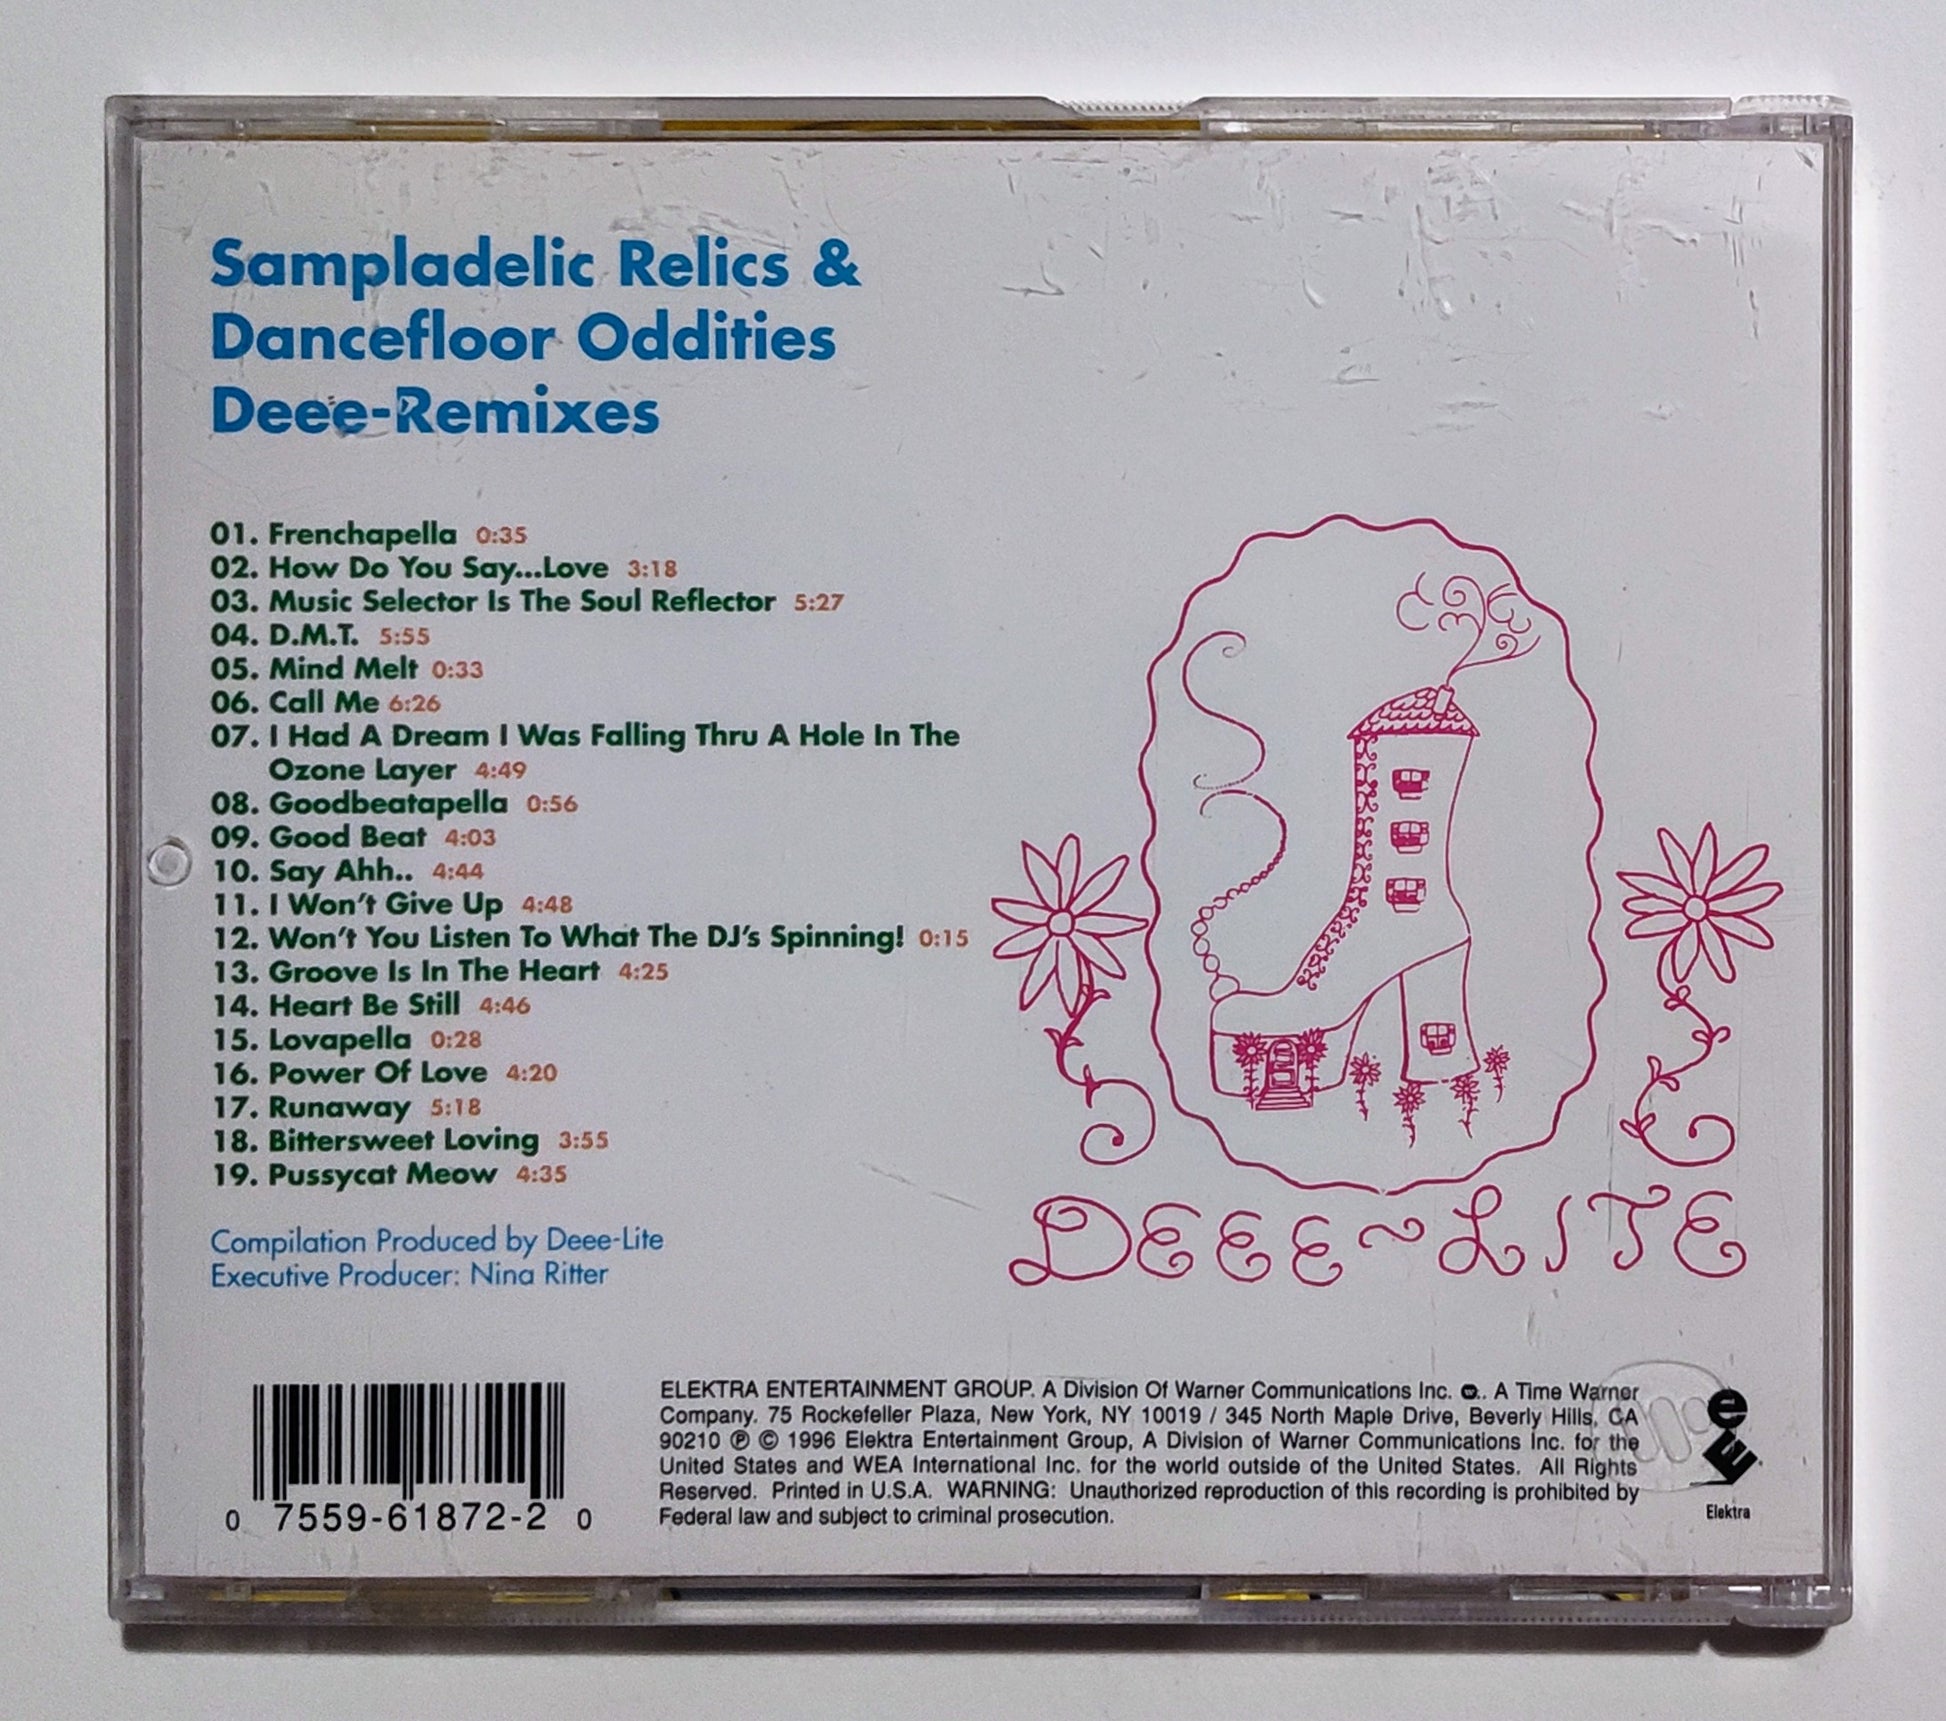 Sampladelic Relics &
Dancefloor Oddities
Deee-Remixes
01. Frenchapella 0:35
02. How Do You Say...Love 3:18
03. Music Selector Is The Soul Reflector 5:27
04. D.M.T. 5:55
05. Mind Melt 0:33
06. Call Me 6:26
07. I Had A Dream I Was Falling Thru A Hole In The
Ozone Layer 4:49
08. Goodbeatapella 0:56
09. Good Beat 4:03
10. Say Ahh.. 4:44
11. I Won't Give Up 4:48
12. Won't You Listen To What The DJ's Spinning! 0:15
13. Groove Is In The Heart 4:25
14. Heart Be Still 4:46
15. Lovapella 0:28
16. Power Of Love 4:20
17. Runaway 5:18
18. Bittersweet Loving 3:55
19. Pussycat Meow 4:35
Compilation Produced by Deee-Lite
Executive Producer: Nina Ritter
DEEE~LITE
0 7559-61872-2 0
ELEKTRA ENTERTAINMENT GROUP. A Division Of Warner Communications Inc. . A Time Warner
Company. 75 Rockefeller Plaza, New York, NY 10019 / 345 North Maple Drive, Beverly Hills, CA
90210 ℗ © 1996 Elektra Entertainment Group, A Division of Warner Communications Inc. for the
United States and WEA International Inc. for the world outside of the United States. All Rights
Reserved. Printed in U.S.A. WARNING: Unauthorized reproduction of this recording is prohibited by
Federal law and subject to criminal prosecution.
e
E
Elektra